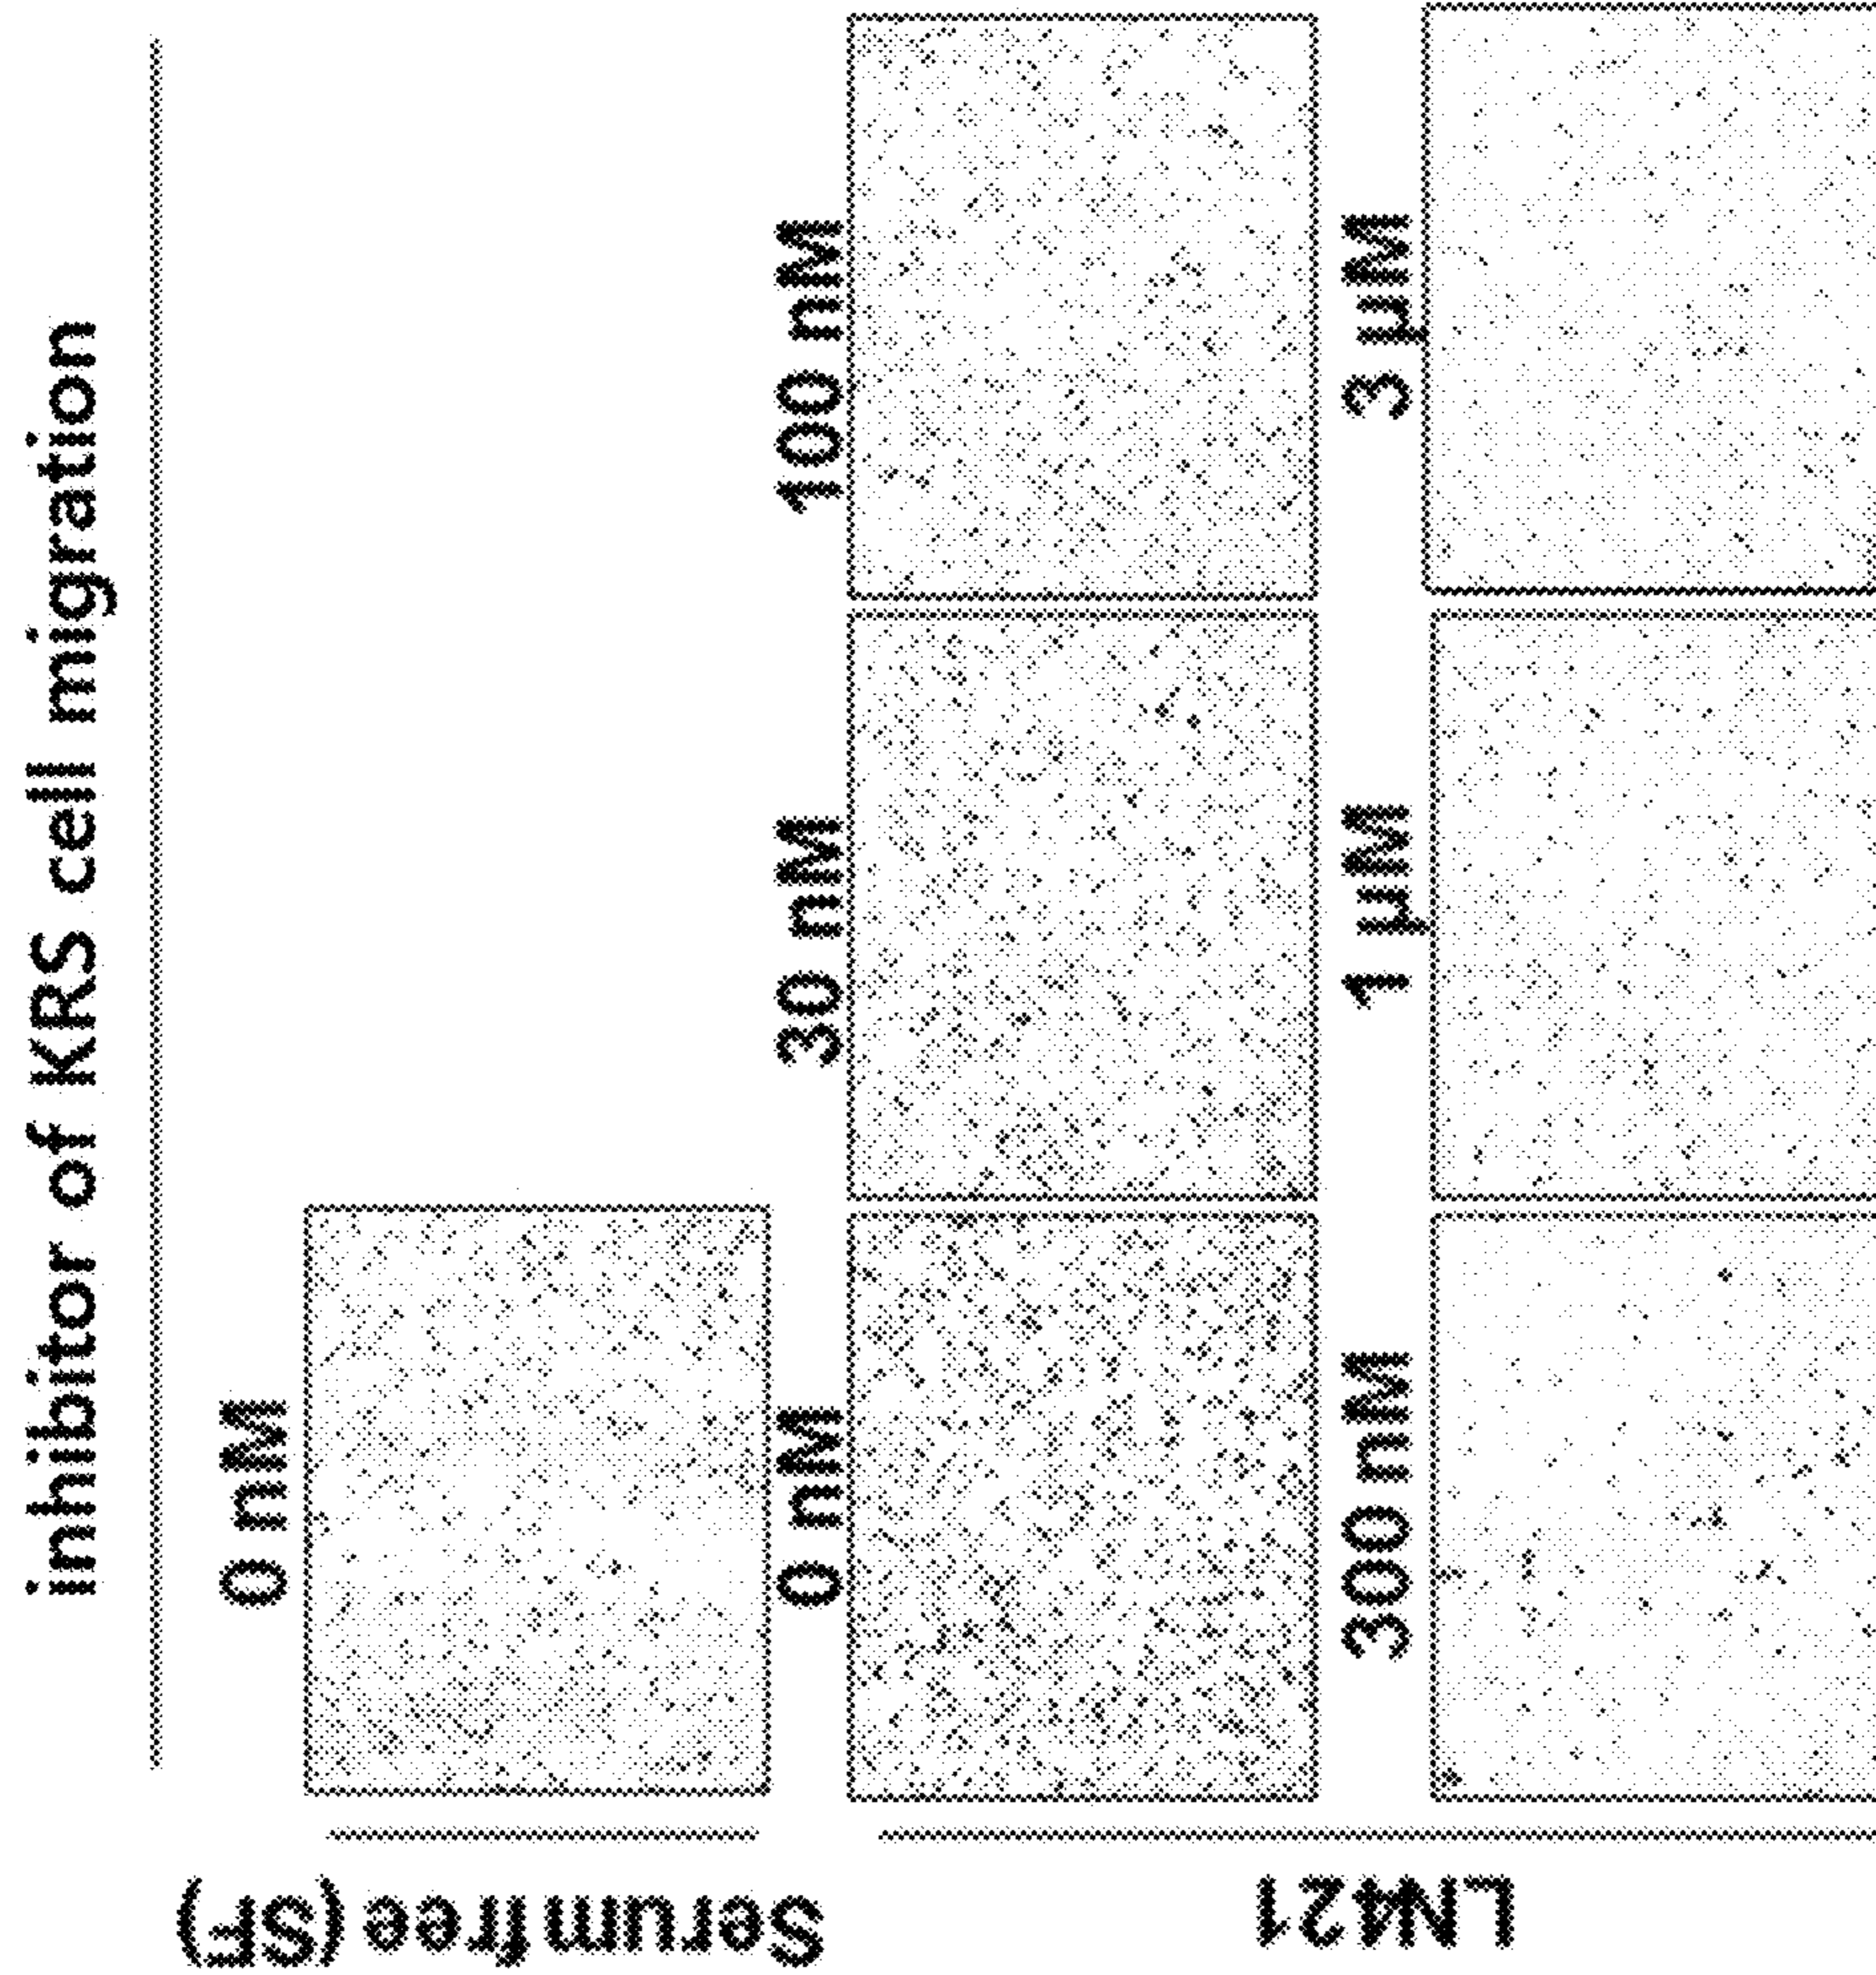 inhibitor of KRS cell migration
Serum free (SF)
0 nM
LN421
0 nM
30 nM
100 nM
300 nM
1 µM
3 µM